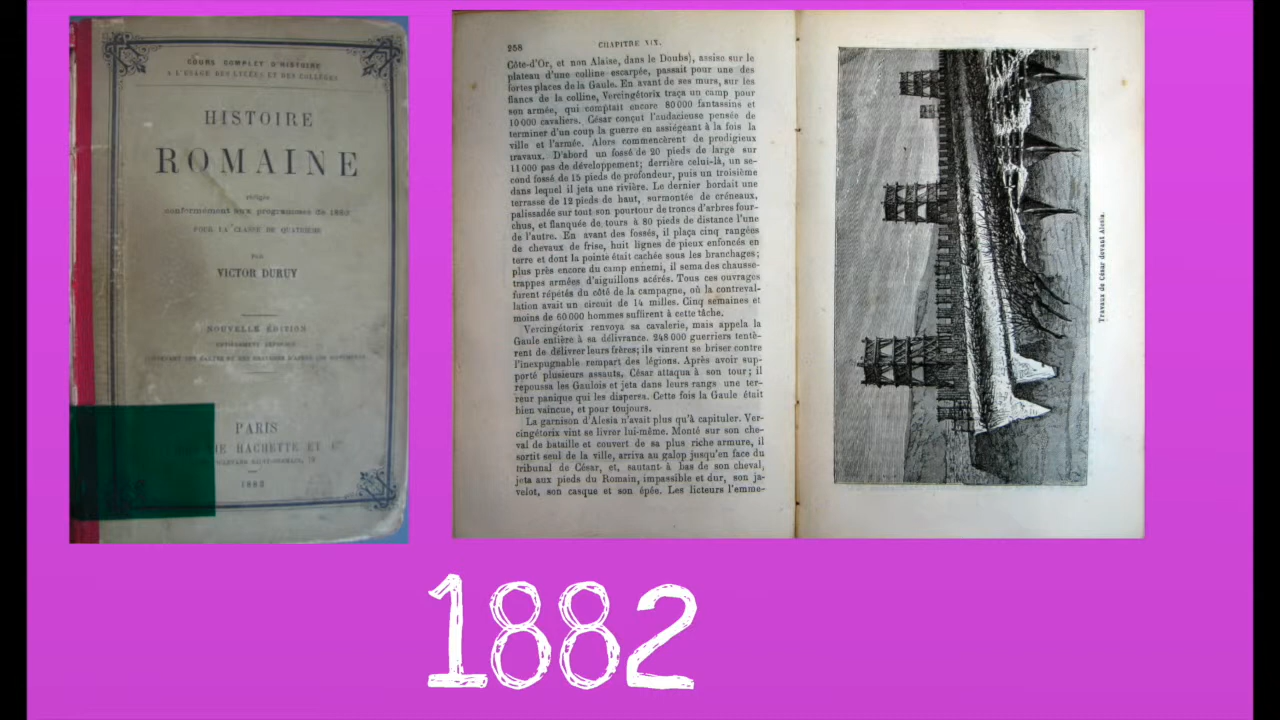 COURS COMPLET D'HISTOIRE
A L'USAGE DES LYCÉES ET DES COLLÈGES
HISTOIRE
ROMAINE
rédigée
conformément aux programmes de 1880
POUR LA CLASSE DE QUATRIÈME
PAR
VICTOR DURUY
NOUVELLE ÉDITION
ENTIÈREMENT REFONDUE
PARIS
HACHETTE ET Cie
BOULEVARD SAINT-GERMAIN, 79
1882
258
CHAPITRE XIX.
Côte-d'Or, et non Alaise, dans le Doubs), assise sur le
plateau d'une colline escarpée, passait pour une des
fortes places de la Gaule. En avant de ses murs, sur les
flancs de la colline, Vercingétorix traça un camp pour
son armée, qui comptait encore 80 000 fantassins et
10 000 cavaliers. César conçut l'audacieuse pensée de
terminer d'un coup la guerre en assiégeant à la fois la
ville et l'armée. Alors commencèrent de prodigieux
travaux. D'abord un fossé de 20 pieds de large sur
11 000 pas de développement; derrière celui-là, un se-
cond fossé de 15 pieds de profondeur, puis un troisième
dans lequel il jeta une rivière. Le dernier bordait une
terrasse de 12 pieds de haut, surmontée de créneaux,
palissadée sur tout son pourtour de troncs d'arbres four-
chus, et flanquée de tours à 80 pieds de distance l'une
de l'autre. En avant des fossés, il plaça cinq rangées
de chevaux de frise, huit lignes de pieux enfoncés en
terre et dont la pointe était cachée sous les branchages;
plus près encore du camp ennemi, il sema des chausse-
trappes armées d'aiguillons acérés. Tous ces ouvrages
furent répétés du côté de la campagne, où la contreval-
lation avait un circuit de 14 milles. Cinq semaines et
moins de 60 000 hommes suffirent à cette tâche.
Vercingétorix renvoya sa cavalerie, mais appela la
Gaule entière à sa délivrance. 248 000 guerriers tentè-
rent de délivrer leurs frères; ils vinrent se briser contre
l'inexpugnable rempart des légions. Après avoir sup-
porté plusieurs assauts, César attaqua à son tour; il
repoussa les Gaulois et jeta dans leurs rangs une ter-
reur panique qui les dispersa. Cette fois la Gaule était
bien vaincue, et pour toujours.
La garnison d'Alesia n'avait plus qu'à capituler. Ver-
cingétorix vint se livrer lui-même. Monté sur son che-
val de bataille et couvert de sa plus riche armure, il
sortit seul de la ville, arriva au galop jusqu'en face du
tribunal de César, et, sautant à bas de son cheval,
jeta aux pieds du Romain, impassible et dur, son ja-
velot, son casque et son épée. Les licteurs l'emme-
Travaux de César devant Alesia.
1882